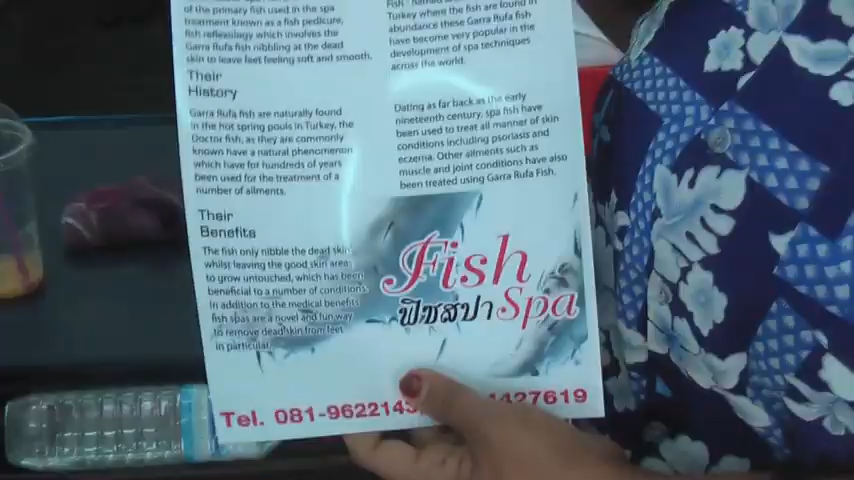 of the primary fish used in the spa
treatment known as a fish pedicure,
fish reflexology which involves the
Garra Rufa fish nibbling at the dead
skin to leave feet feeling soft and smooth.
Turkey where the fish are found in
abundance these Garra Rufa fish
have become very popular in the
development of spa techniques
across the world.
Their
History
Garra Rufa fish are naturally found
in the hot spring pools in Turkey, the
Doctor fish, as they are commonly
known have a natural phenomenon
which have for hundreds of years
been used for the treatment of a
number of ailments.
Dating as far back as the early
nineteenth century, spa fish have
been used to treat all manner of skin
conditions including psoriasis and
eczema. Other ailments such as
muscle and joint conditions have also
been treated using Garra Rufa Fish.
Their
Benefits
The fish only nibble the dead skin
whilst leaving the good skin areas
to grow untouched, which has been
beneficial to a number of conditions.
In addition to the medical benefits
fish spas are a novel and fun way
to remove dead skin from feet
in particular.
Fish
ฟิชสปา Spa
Tel. 081-9622143 1427619